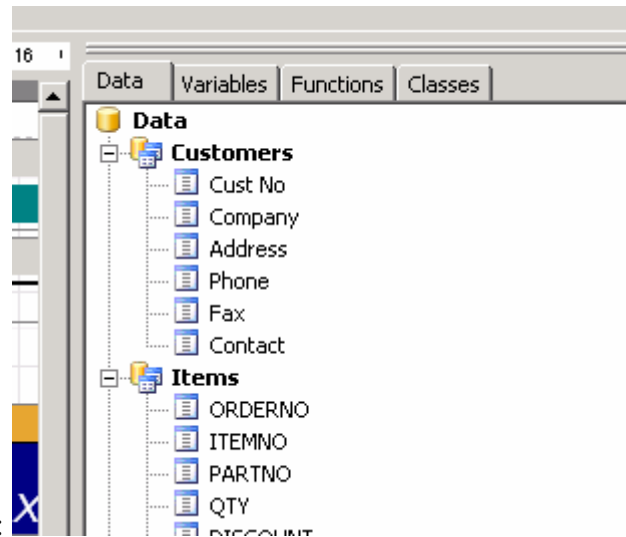 16
Data Variables Functions Classes
Data
Customers
Cust No
Company
Address
Phone
Fax
Contact
Items
ORDERNO
ITEMNO
PARTNO
QTY
X
DISCOUNT
: